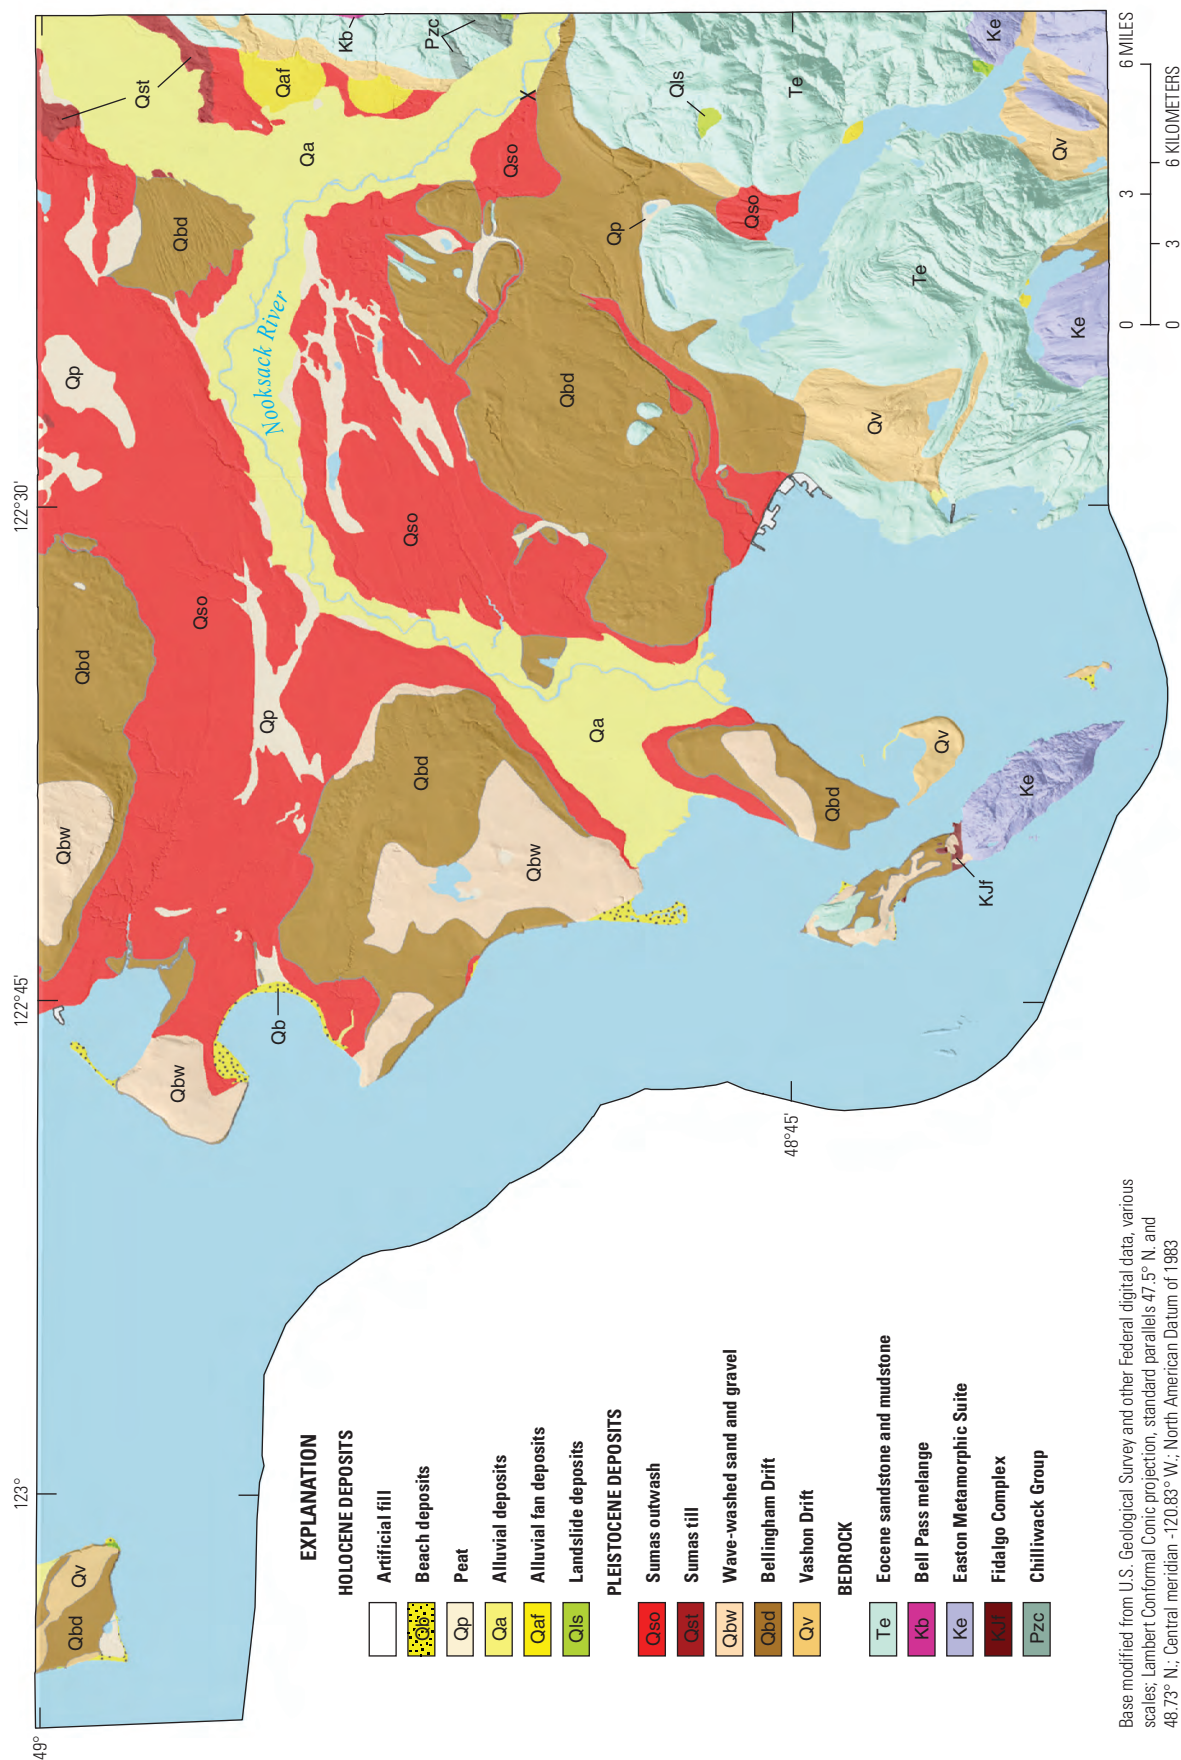 49°
123°
122°45'
122°30'
48°45'
Qbd
Qv
Qbw
Qb
Qbw
Qbd
Qso
Qp
Qbd
Qbw
Qp
Qbd
Qst
Qaf
Qa
Kb
Pzc
Nooksack River
Qso
Qbd
Qso
X
Qp
Qso
Qls
Te
Te
Ke
Qv
Ke
Qv
Qa
Qbd
Qv
Ke
KJf
EXPLANATION
HOLOCENE DEPOSITS
Artificial fill
Qb Beach deposits
Qp Peat
Qa Alluvial deposits
Qaf Alluvial fan deposits
Qls Landslide deposits
PLEISTOCENE DEPOSITS
Qso Sumas outwash
Qst Sumas till
Qbw Wave-washed sand and gravel
Qbd Bellingham Drift
Qv Vashon Drift
BEDROCK
Te Eocene sandstone and mudstone
Kb Bell Pass melange
Ke Easton Metamorphic Suite
KJf Fidalgo Complex
Pzc Chilliwack Group
0 3 6 MILES
0 3 6 KILOMETERS
Base modified from U.S. Geological Survey and other Federal digital data, various
scales; Lambert Conformal Conic projection, standard parallels 47.5° N. and
48.73° N.; Central meridian -120.83° W.; North American Datum of 1983